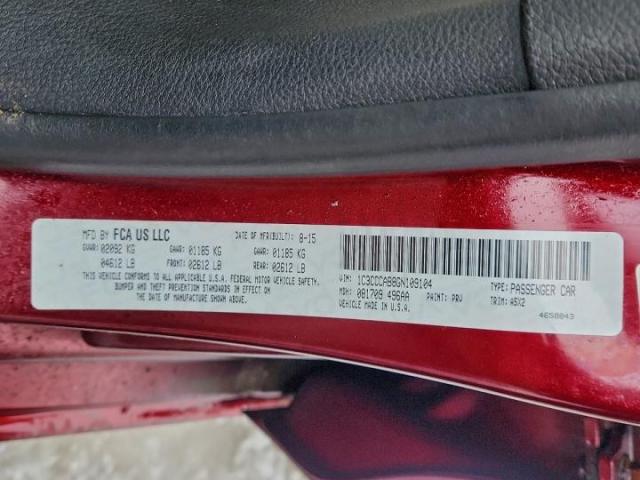 MFD BY FCA US LLC DATE OF MFR(BUILT): 8-15
GVWR: 02092 KG GAWR: 01185 KG GAWR: 01185 KG
04612 LB FRONT: 02612 LB REAR: 02612 LB
THIS VEHICLE CONFORMS TO ALL APPLICABLE U.S.A. FEDERAL MOTOR VEHICLE SAFETY,
BUMPER AND THEFT PREVENTION STANDARDS IN EFFECT ON
THE DATE OF MANUFACTURE SHOWN ABOVE.
VIN: 1C3CCCAB8GN109104 TYPE: PASSENGER CAR
MDH: 081709 496AA PAINT: PRV TRIM: A5X2
VEHICLE MADE IN U.S.A. 4658043